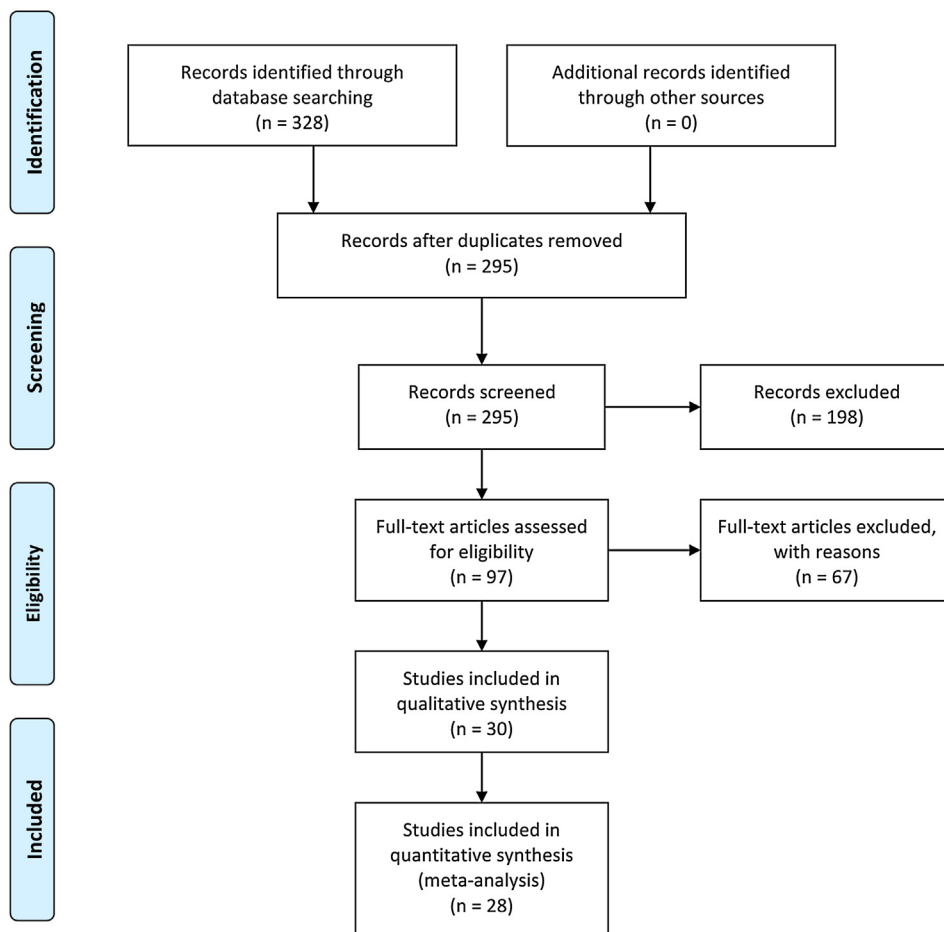 Identification
Records identified through
database searching
(n = 328)
Additional records identified
through other sources
(n = 0)
Records after duplicates removed
(n = 295)
Screening
Records screened
(n = 295)
Records excluded
(n = 198)
Eligibility
Full-text articles assessed
for eligibility
(n = 97)
Full-text articles excluded,
with reasons
(n = 67)
Studies included in
qualitative synthesis
(n = 30)
Included
Studies included in
quantitative synthesis
(meta-analysis)
(n = 28)